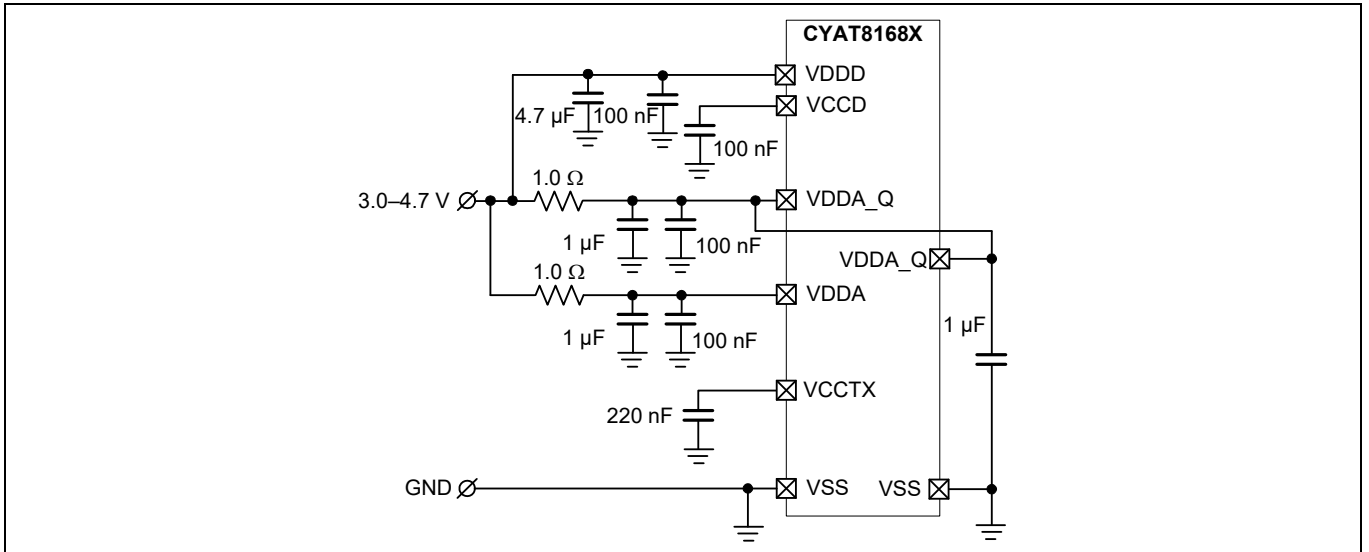 CYAT8168X
VDDD
VCCD
4.7 µF
100 nF
100 nF
1.0 Ω
3.0–4.7 V
VDDA_Q
1 µF
100 nF
VDDA_Q
1.0 Ω
VDDA
1 µF
100 nF
1 µF
VCCTX
220 nF
GND
VSS
VSS